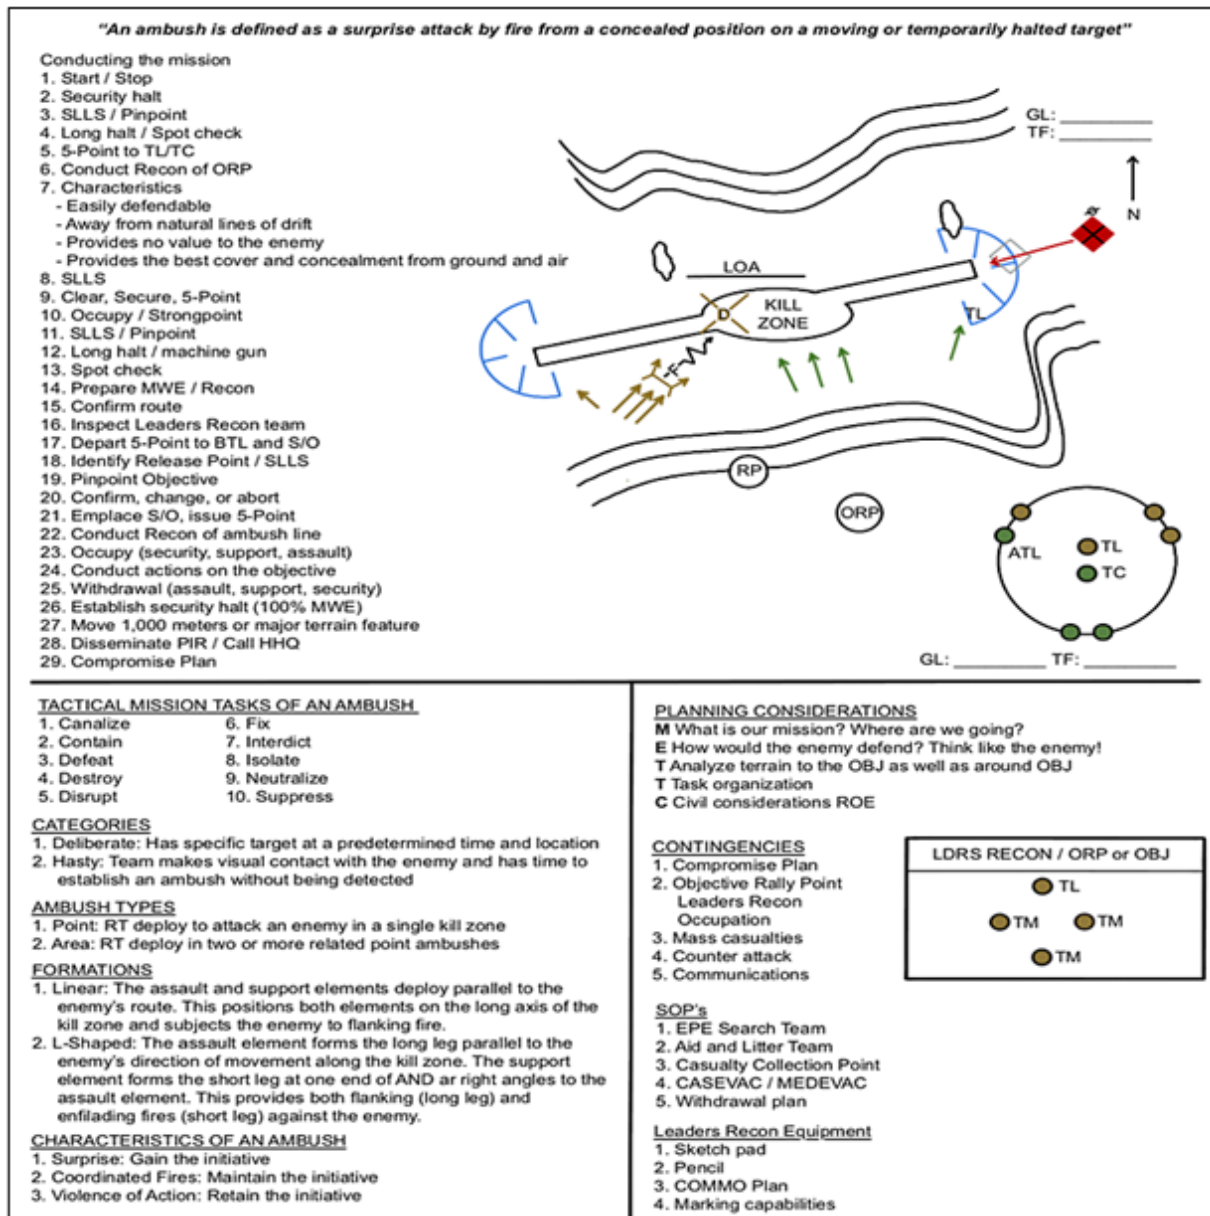 "An ambush is defined as a surprise attack by fire from a concealed position on a moving or temporarily halted target"
Conducting the mission
1. Start / Stop
2. Security halt
3. SLLS / Pinpoint
4. Long halt / Spot check
5. 5-Point to TL/TC
6. Conduct Recon of ORP
7. Characteristics
- Easily defendable
- Away from natural lines of drift
- Provides no value to the enemy
- Provides the best cover and concealment from ground and air
8. SLLS
9. Clear, Secure, 5-Point
10. Occupy / Strongpoint
11. SLLS / Pinpoint
12. Long halt / machine gun
13. Spot check
14. Prepare MWE / Recon
15. Confirm route
16. Inspect Leaders Recon team
17. Depart 5-Point to BTL and S/O
18. Identify Release Point / SLLS
19. Pinpoint Objective
20. Confirm, change, or abort
21. Emplace S/O, issue 5-Point
22. Conduct Recon of ambush line
23. Occupy (security, support, assault)
24. Conduct actions on the objective
25. Withdrawal (assault, support, security)
26. Establish security halt (100% MWE)
27. Move 1,000 meters or major terrain feature
28. Disseminate PIR / Call HHQ
29. Compromise Plan
GL: __________
TF: __________
N
LOA
D
KILL
ZONE
TL
F
RP
ORP
ATL
TL
TC
GL: __________ TF: __________
TACTICAL MISSION TASKS OF AN AMBUSH
1. Canalize
2. Contain
3. Defeat
4. Destroy
5. Disrupt
6. Fix
7. Interdict
8. Isolate
9. Neutralize
10. Suppress
CATEGORIES
1. Deliberate: Has specific target at a predetermined time and location
2. Hasty: Team makes visual contact with the enemy and has time to
establish an ambush without being detected
AMBUSH TYPES
1. Point: RT deploy to attack an enemy in a single kill zone
2. Area: RT deploy in two or more related point ambushes
FORMATIONS
1. Linear: The assault and support elements deploy parallel to the
enemy's route. This positions both elements on the long axis of the
kill zone and subjects the enemy to flanking fire.
2. L-Shaped: The assault element forms the long leg parallel to the
enemy's direction of movement along the kill zone. The support
element forms the short leg at one end of AND ar right angles to the
assault element. This provides both flanking (long leg) and
enfilading fires (short leg) against the enemy.
CHARACTERISTICS OF AN AMBUSH
1. Surprise: Gain the initiative
2. Coordinated Fires: Maintain the initiative
3. Violence of Action: Retain the initiative
PLANNING CONSIDERATIONS
M What is our mission? Where are we going?
E How would the enemy defend? Think like the enemy!
T Analyze terrain to the OBJ as well as around OBJ
T Task organization
C Civil considerations ROE
CONTINGENCIES
1. Compromise Plan
2. Objective Rally Point
Leaders Recon
Occupation
3. Mass casualties
4. Counter attack
5. Communications
LDRS RECON / ORP or OBJ
TL
TM
TM
TM
SOP's
1. EPE Search Team
2. Aid and Litter Team
3. Casualty Collection Point
4. CASEVAC / MEDEVAC
5. Withdrawal plan
Leaders Recon Equipment
1. Sketch pad
2. Pencil
3. COMMO Plan
4. Marking capabilities